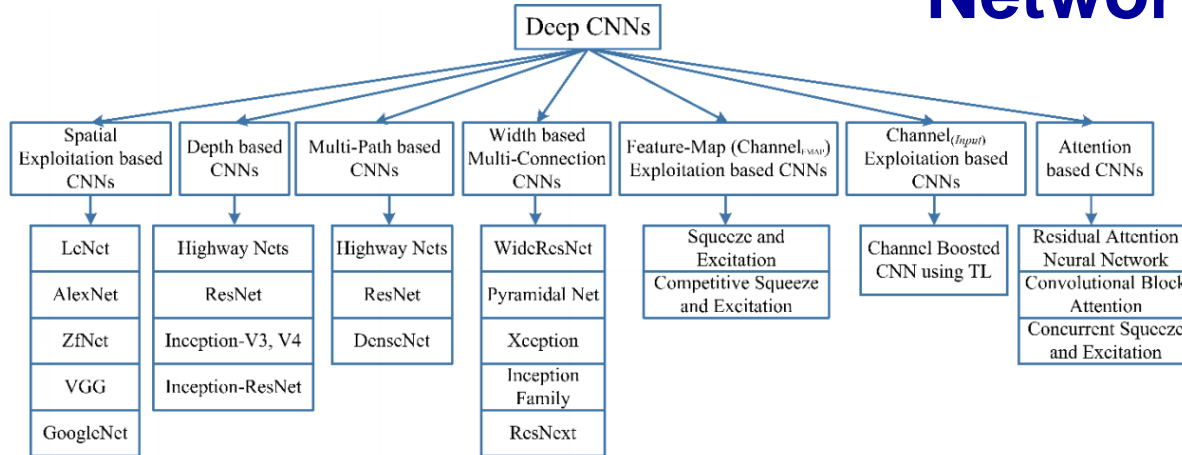 Networ
Deep CNNs
Spatial
Exploitation based
CNNs
Depth based
CNNs
Multi-Path based
CNNs
Width based
Multi-Connection
CNNs
Feature-Map (Channel_FMAP)
Exploitation based CNNs
Channel(Input)
Exploitation based
CNNs
Attention
based CNNs
LeNet
AlexNet
ZfNet
VGG
GoogleNet
Highway Nets
ResNet
Inception-V3, V4
Inception-ResNet
Highway Nets
ResNet
DenseNet
WideResNet
Pyramidal Net
Xception
Inception
Family
ResNext
Squeeze and
Excitation
Competitive Squeeze
and Excitation
Channel Boosted
CNN using TL
Residual Attention
Neural Network
Convolutional Block
Attention
Concurrent Squeeze
and Excitation